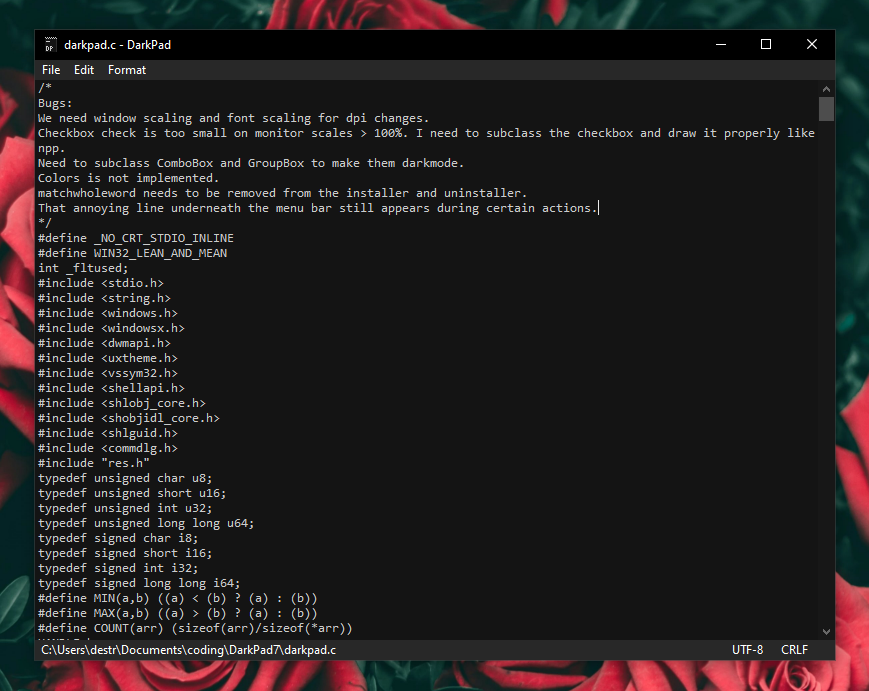 DP darkpad.c - DarkPad
File Edit Format
/*
Bugs:
We need window scaling and font scaling for dpi changes.
Checkbox check is too small on monitor scales > 100%. I need to subclass the checkbox and draw it properly like
npp.
Need to subclass ComboBox and GroupBox to make them darkmode.
Colors is not implemented.
matchwholeword needs to be removed from the installer and uninstaller.
That annoying line underneath the menu bar still appears during certain actions.
*/
#define _NO_CRT_STDIO_INLINE
#define WIN32_LEAN_AND_MEAN
int _fltused;
#include <stdio.h>
#include <string.h>
#include <windows.h>
#include <windowsx.h>
#include <dwmapi.h>
#include <uxtheme.h>
#include <vssym32.h>
#include <shellapi.h>
#include <shlobj_core.h>
#include <shobjidl_core.h>
#include <shlguid.h>
#include <commdlg.h>
#include "res.h"
typedef unsigned char u8;
typedef unsigned short u16;
typedef unsigned int u32;
typedef unsigned long long u64;
typedef signed char i8;
typedef signed short i16;
typedef signed int i32;
typedef signed long long i64;
#define MIN(a,b) ((a) < (b) ? (a) : (b))
#define MAX(a,b) ((a) > (b) ? (a) : (b))
#define COUNT(arr) (sizeof(arr)/sizeof(*arr))
C:\Users\destr\Documents\coding\DarkPad7\darkpad.c UTF-8 CRLF